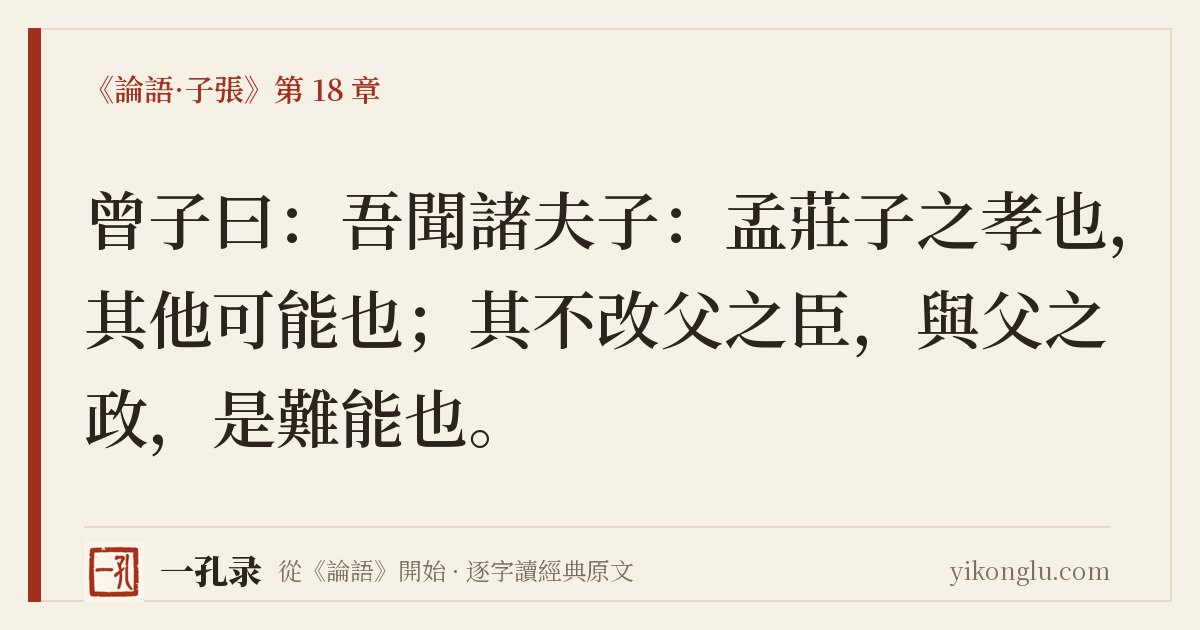 《論語·子張》第 18 章
曾子曰：吾聞諸夫子：孟莊子之孝也，
其他可能也；其不改父之臣，與父之
政，是難能也。
一孔
一孔录
從《論語》開始 · 逐字讀經典原文
yikonglu.com